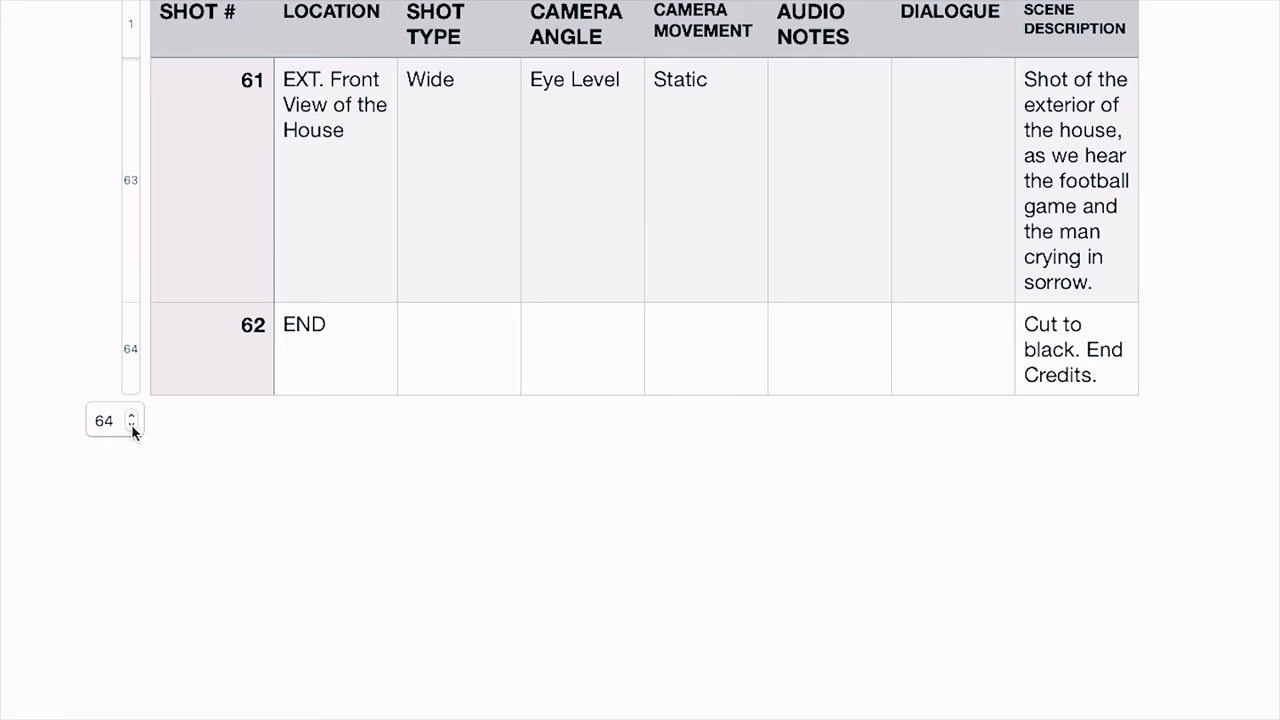 1
SHOT #
LOCATION
SHOT
TYPE
CAMERA
ANGLE
CAMERA
MOVEMENT
AUDIO
NOTES
DIALOGUE
SCENE
DESCRIPTION
63
61
EXT. Front
View of the
House
Wide
Eye Level
Static
Shot of the
exterior of
the house,
as we hear
the football
game and
the man
crying in
sorrow.
64
62
END
Cut to
black. End
Credits.
64